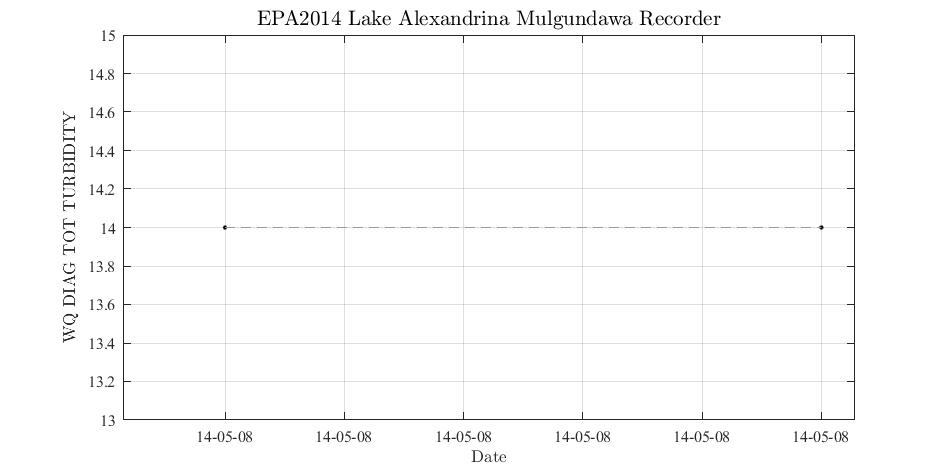 EPA2014 Lake Alexandrina Mulgundawa Recorder
15
14.8
14.6
14.4
14.2
14
13.8
13.6
13.4
13.2
13
WQ DIAG TOT TURBIDITY
14-05-08 14-05-08 14-05-08 14-05-08 14-05-08 14-05-08
Date